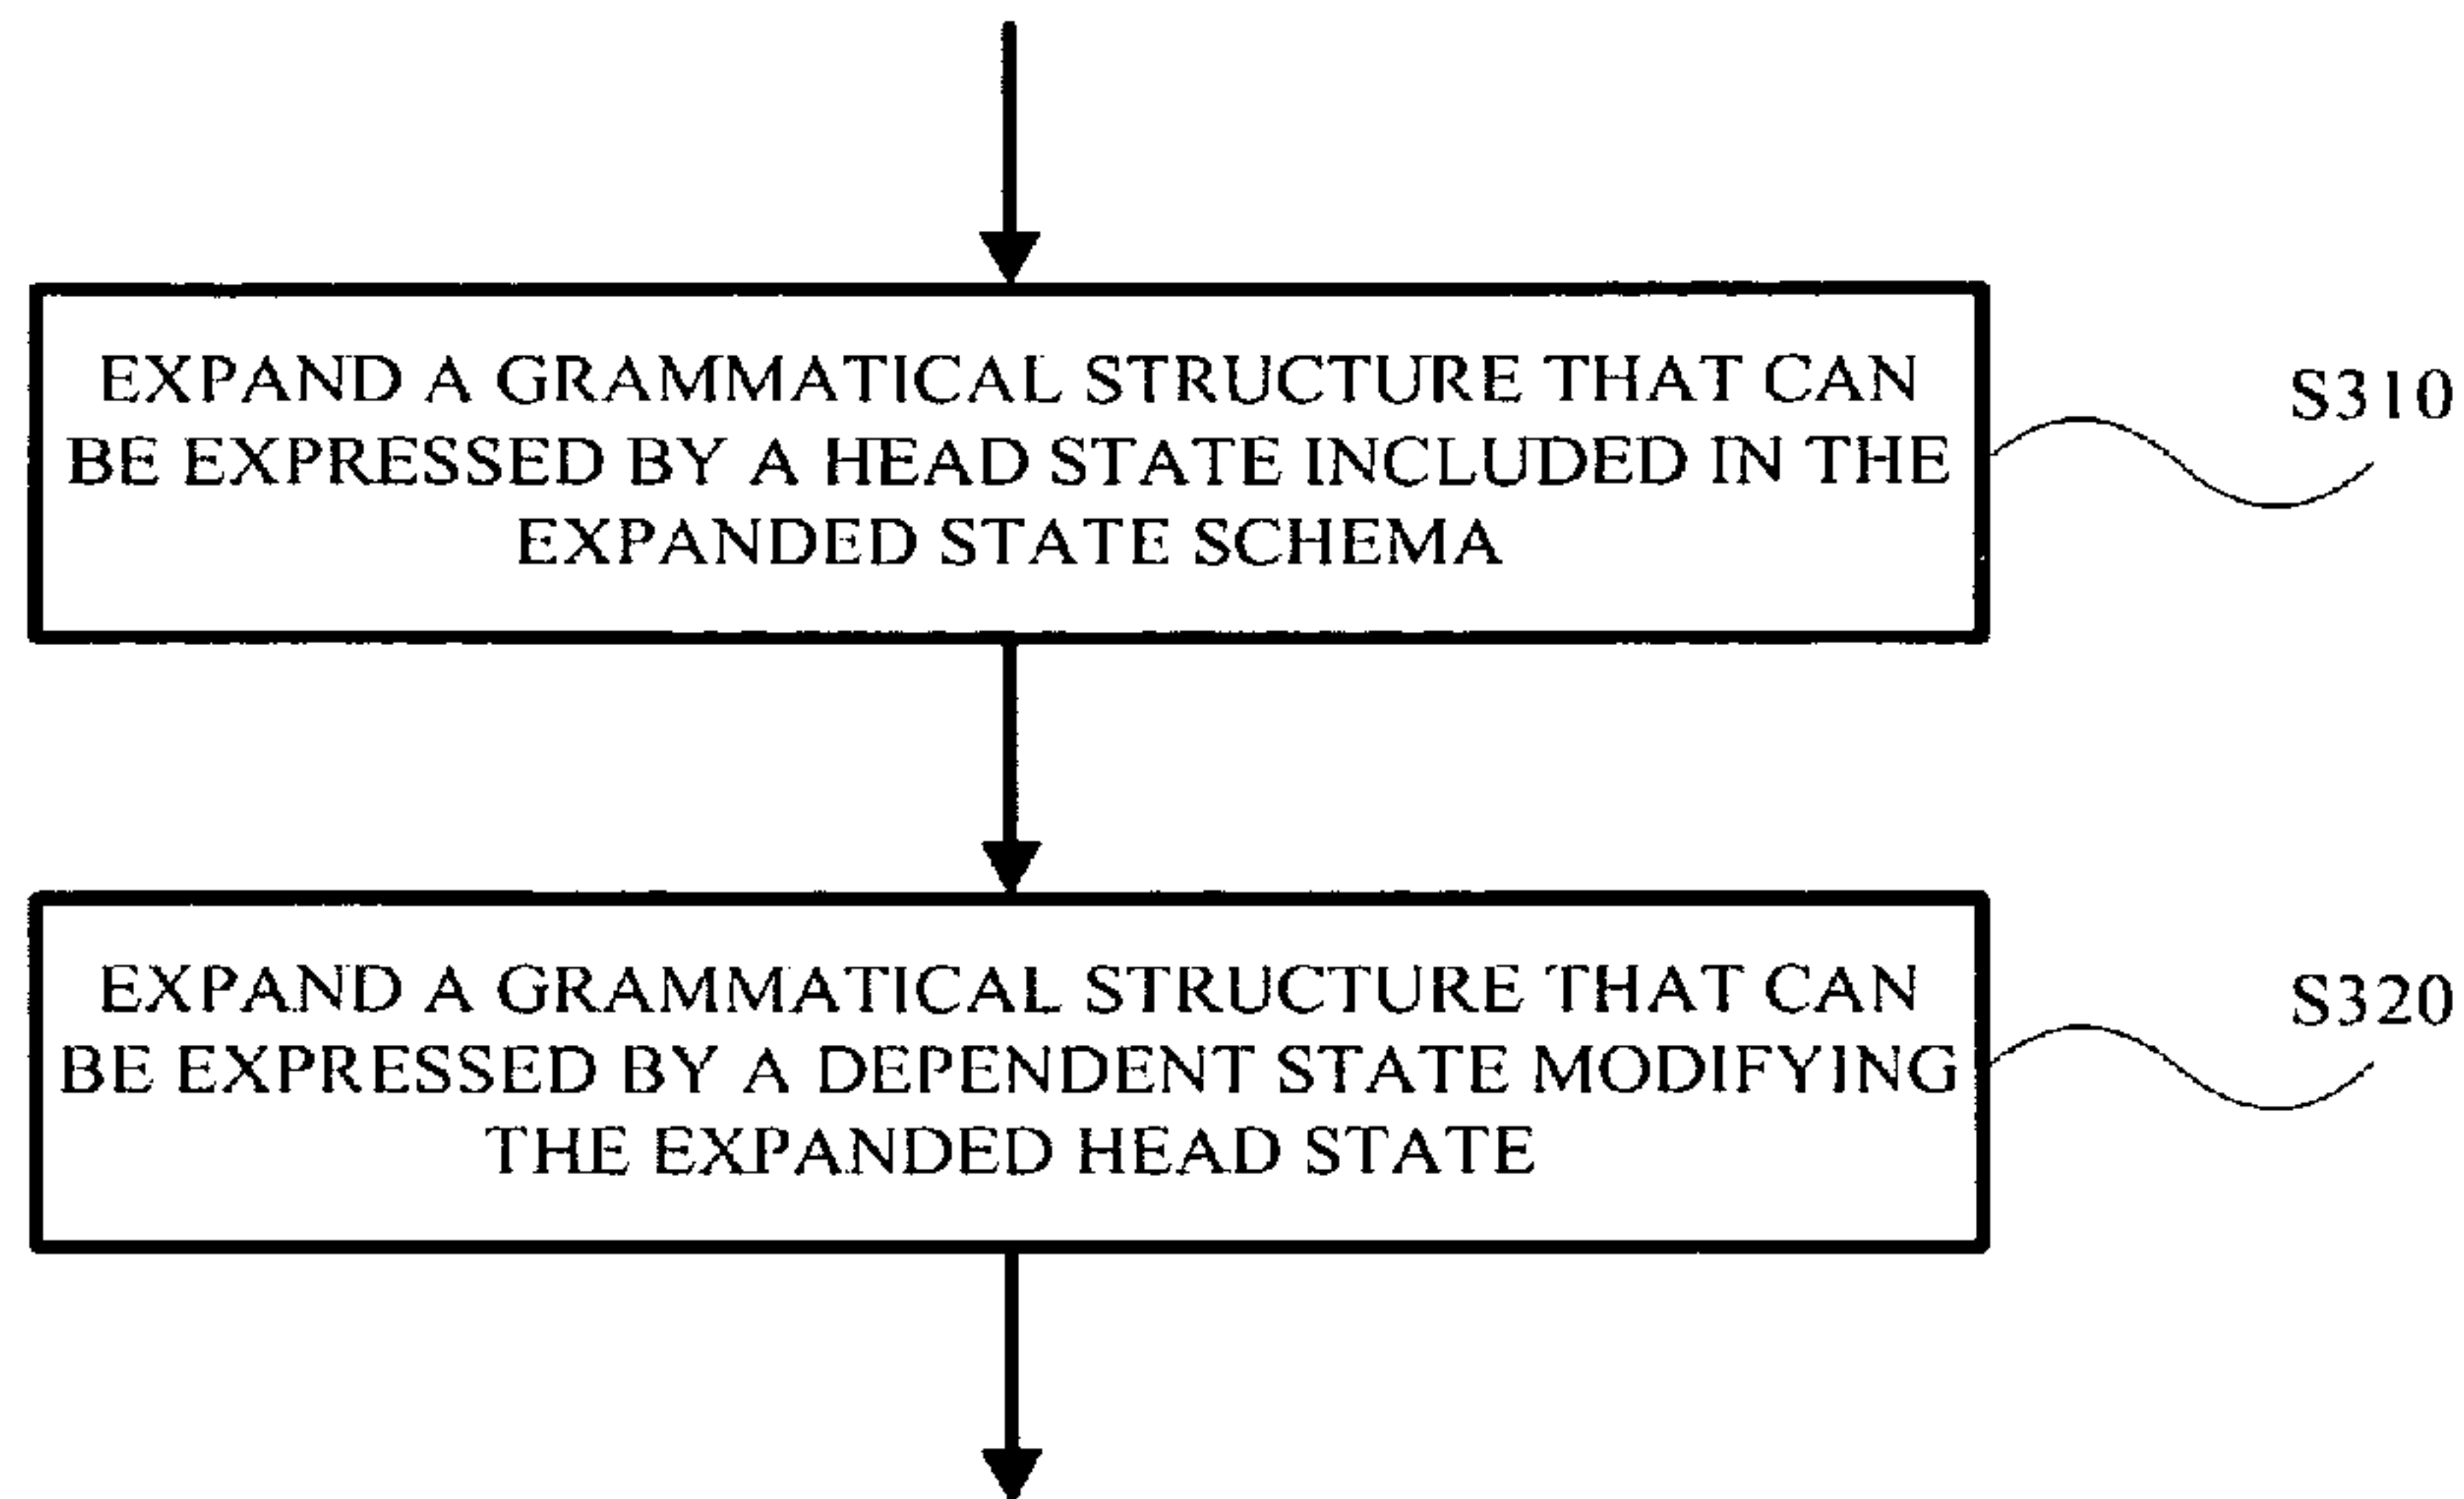 EXPAND A GRAMMATICAL STRUCTURE THAT CAN
BE EXPRESSED BY A HEAD STATE INCLUDED IN THE
EXPANDED STATE SCHEMA
S310
EXPAND A GRAMMATICAL STRUCTURE THAT CAN
BE EXPRESSED BY A DEPENDENT STATE MODIFYING
THE EXPANDED HEAD STATE
S320